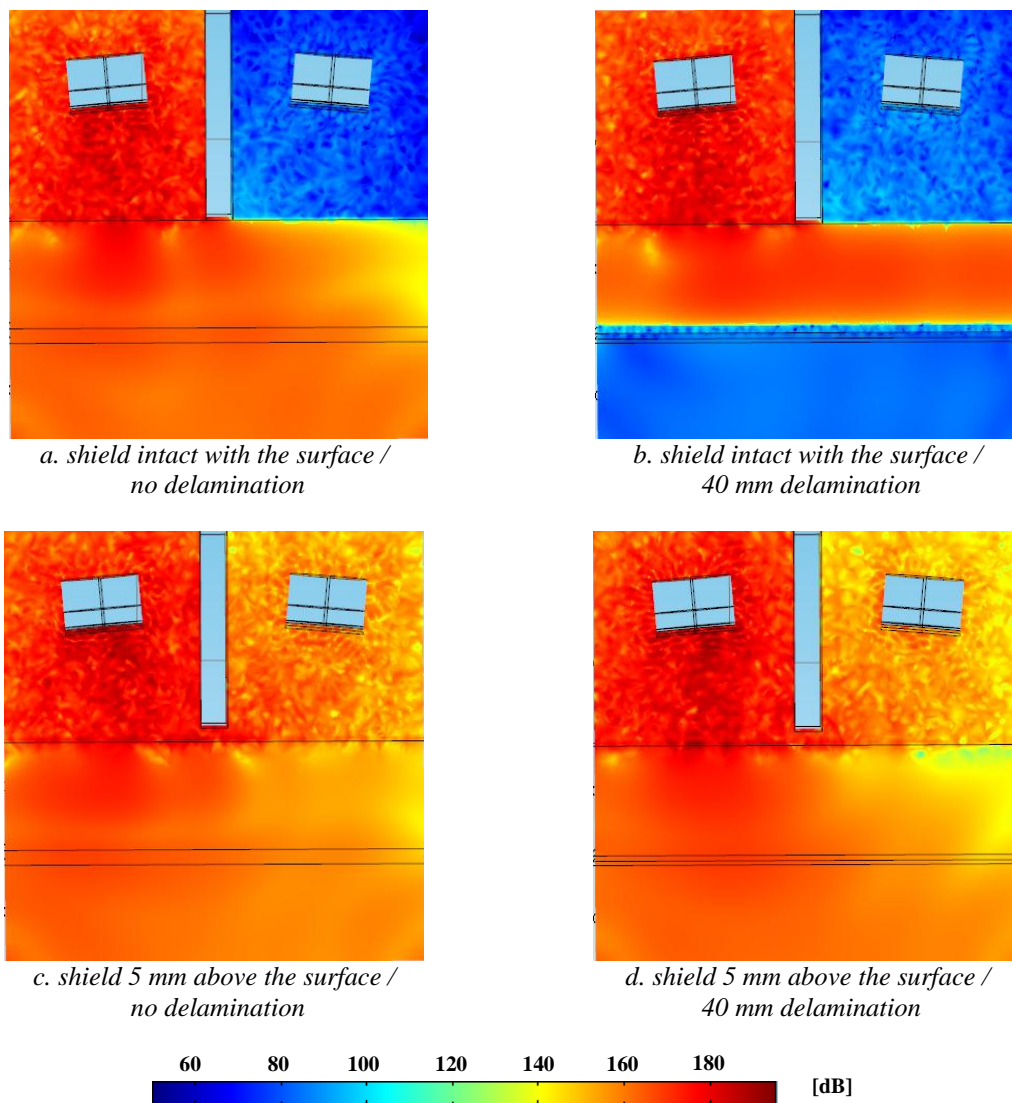 a. shield intact with the surface /
no delamination
b. shield intact with the surface /
40 mm delamination
c. shield 5 mm above the surface /
no delamination
d. shield 5 mm above the surface /
40 mm delamination
60 80 100 120 140 160 180 [dB]